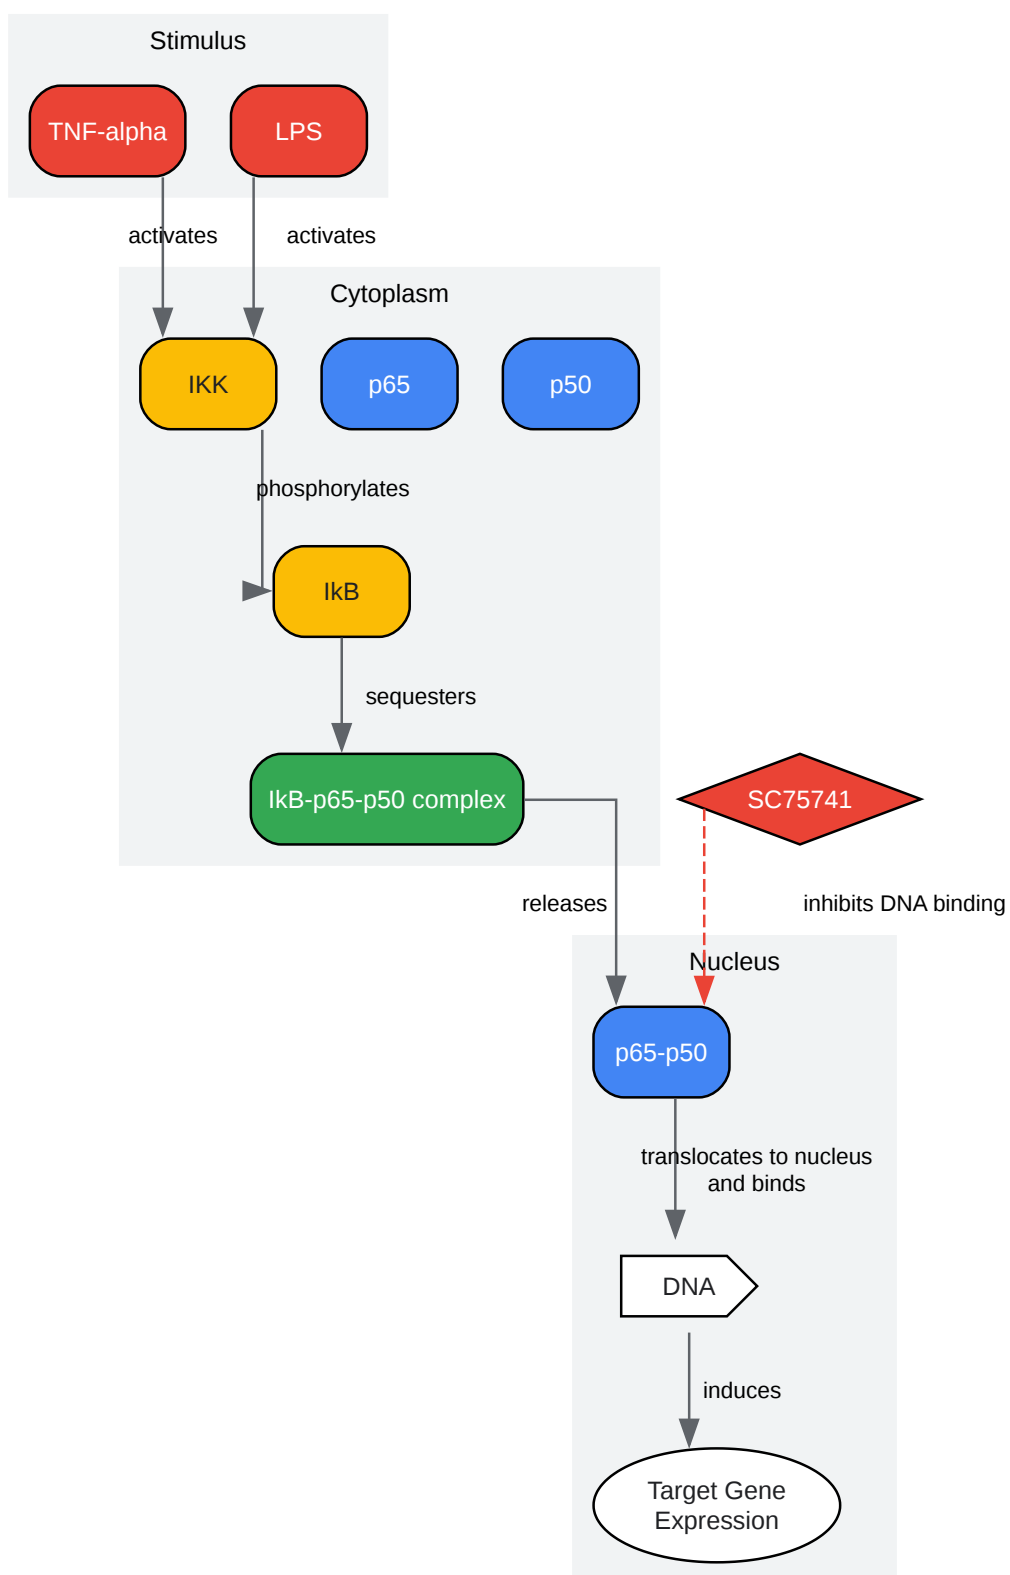 Stimulus
TNF-alpha
LPS
activates
activates
Cytoplasm
IKK
p65
p50
phosphorylates
IkB
sequesters
IkB-p65-p50 complex
SC75741
releases
inhibits DNA binding
Nucleus
p65-p50
translocates to nucleus
and binds
DNA
induces
Target Gene
Expression